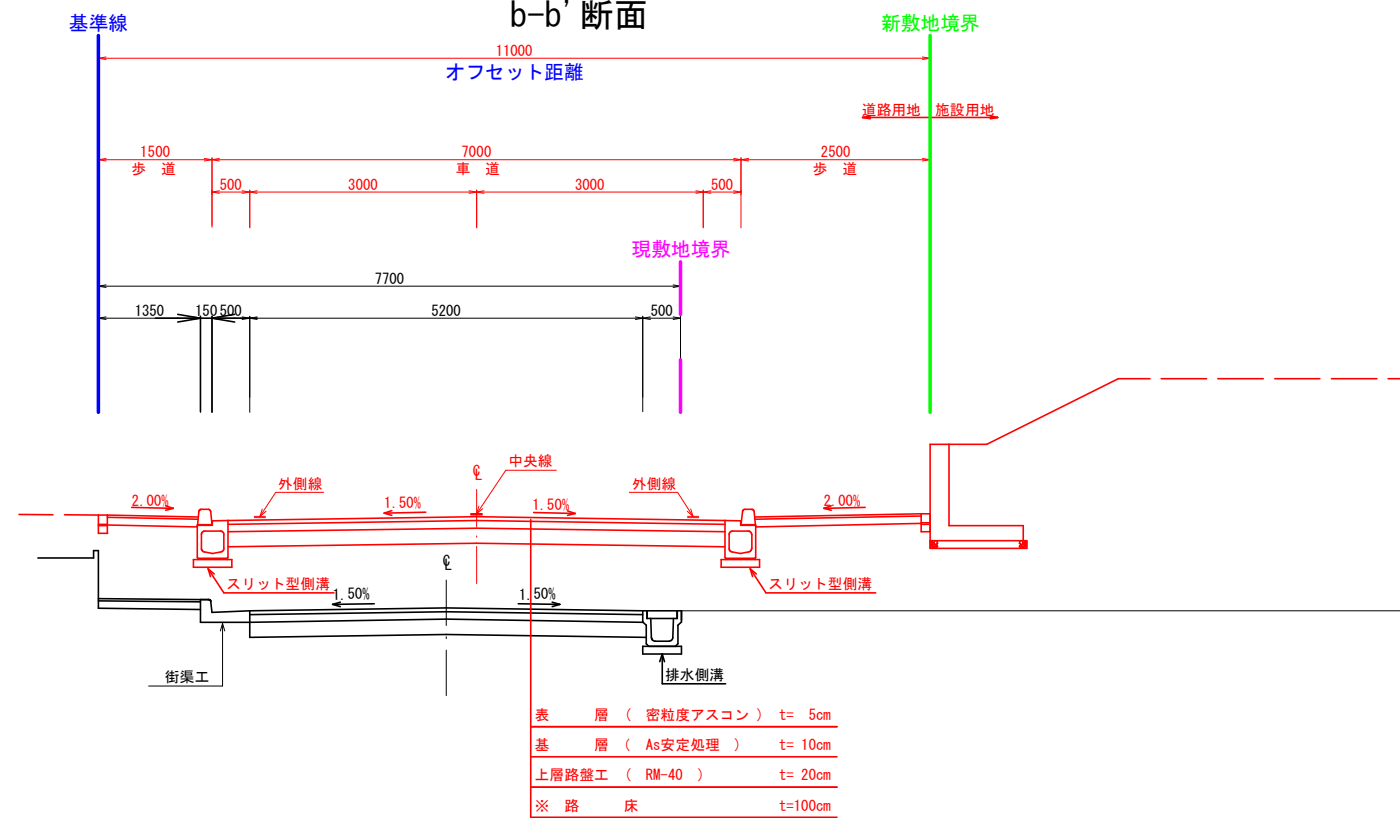 b-b' 断面
基準線
新敷地境界
11000
オフセット距離
道路用地 施設用地
1500 7000 2500
歩 道 車 道 歩 道
500 3000 3000 500
現敷地境界
7700
1350 150 500 5200 500
中央線
℄
外側線 外側線
2.00% 1.50% 1.50% 2.00%
℄
スリット型側溝 スリット型側溝
1.50% 1.50%
街渠工 排水側溝
表 層 ( 密粒度アスコン ) t= 5cm
基 層 ( As安定処理 ) t= 10cm
上層路盤工 ( RM-40 ) t= 20cm
※ 路 床 t=100cm